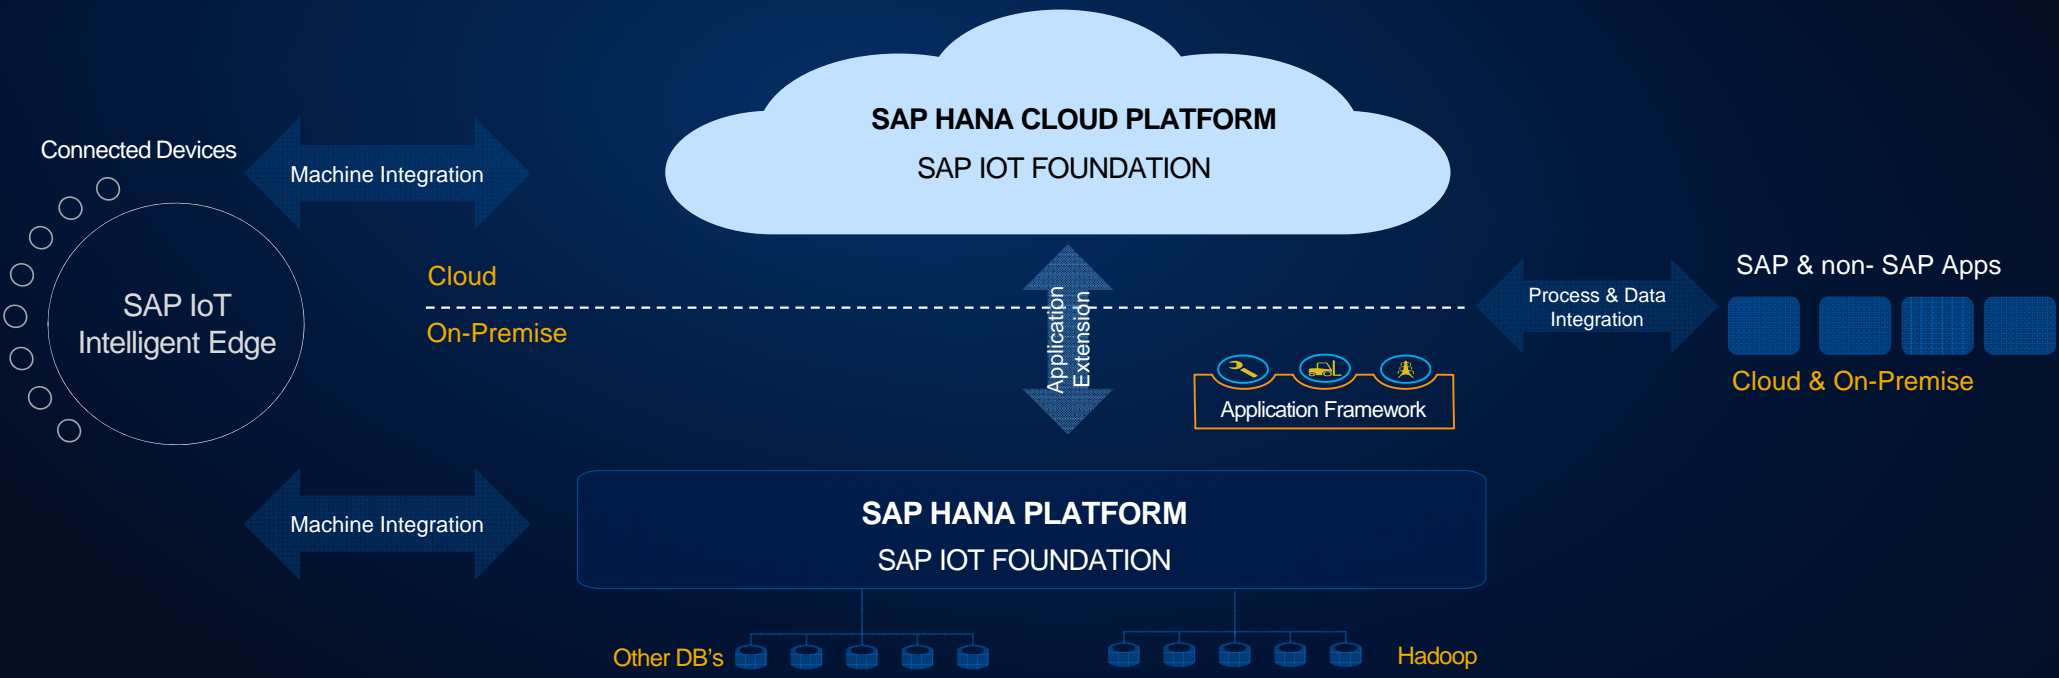 SAP HANA CLOUD PLATFORM
SAP IOT FOUNDATION
Connected Devices
Machine Integration
SAP IoT
Intelligent Edge
Cloud
On-Premise
Application
Extension
Process & Data
Integration
SAP & non- SAP Apps
Cloud & On-Premise
Application Framework
Machine Integration
SAP HANA PLATFORM
SAP IOT FOUNDATION
Other DB's
Hadoop